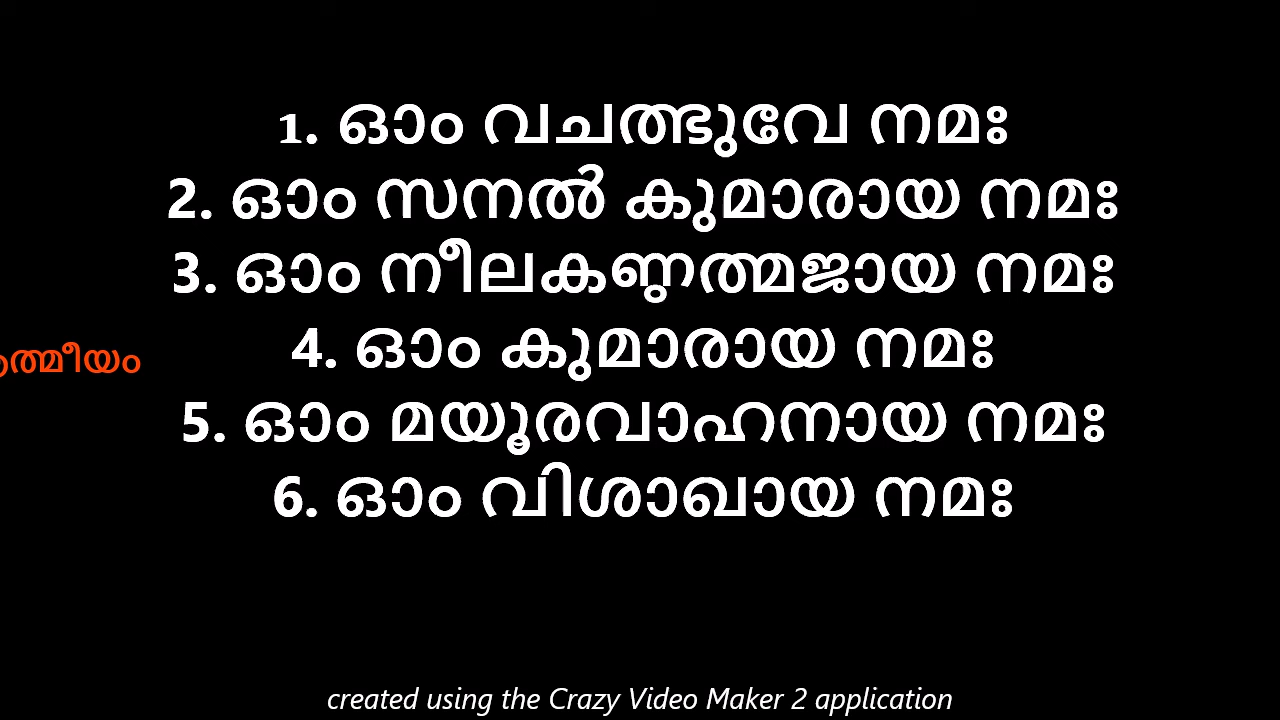 1. ഓം വചത്ഭുവേ നമഃ
2. ഓം സനൽ കുമാരായ നമഃ
3. ഓം നീലകണ്ഠത്മജായ നമഃ
4. ഓം കുമാരായ നമഃ
ത്മീയം
5. ഓം മയൂരവാഹനായ നമഃ
6. ഓം വിശാഖായ നമഃ
created using the Crazy Video Maker 2 application